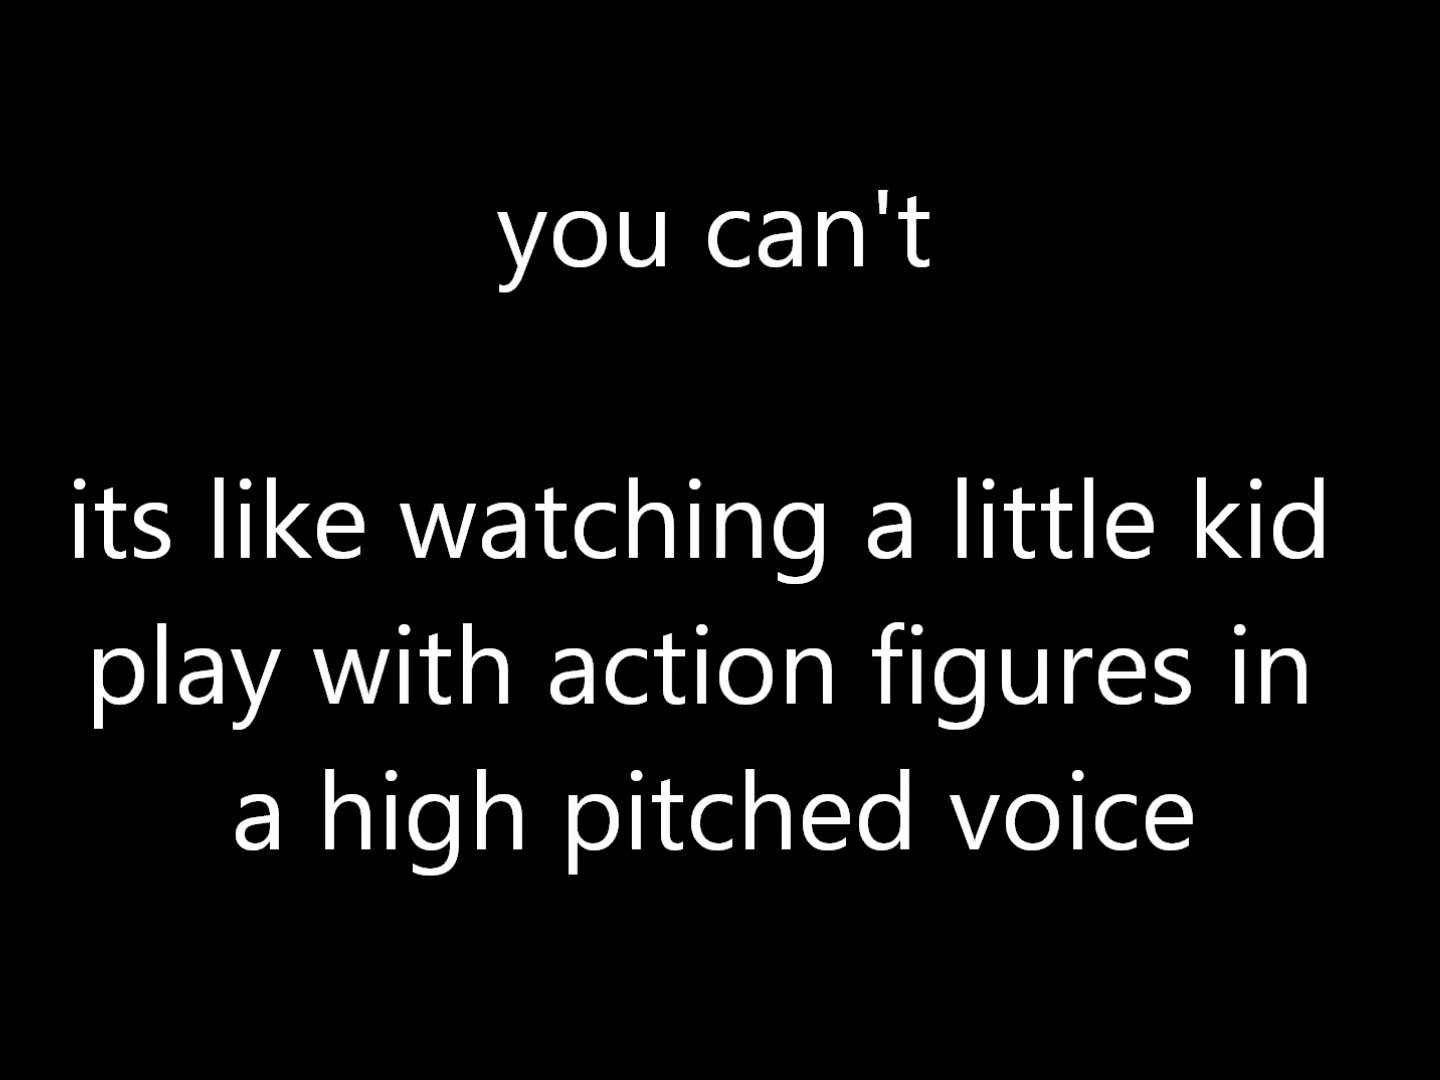 you can't
its like watching a little kid
play with action figures in
a high pitched voice